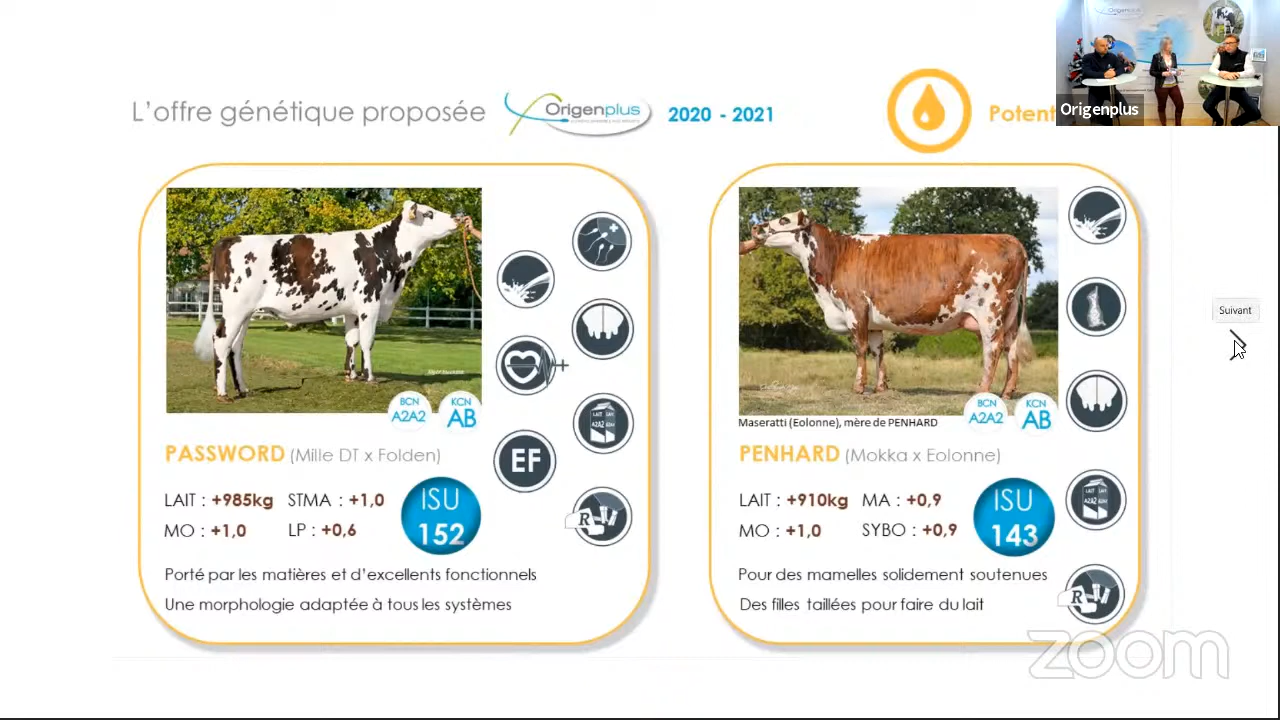 L'offre génétique proposée
Origenplus
2020 - 2021
Potent
Origenplus
BCN
A2A2
KCN
AB
PASSWORD (Mille DT x Folden)
LAIT : +985kg STMA : +1,0
MO : +1,0 LP : +0,6
ISU
152
Porté par les matières et d'excellents fonctionnels
Une morphologie adaptée à tous les systèmes
LAIT LAIT
A2A2 A2A2
EF
R
Maseratti (Eolonne), mère de PENHARD
BCN
A2A2
KCN
AB
PENHARD (Mokka x Eolonne)
LAIT : +910kg MA : +0,9
MO : +1,0 SYBO : +0,9
ISU
143
Pour des mamelles solidement soutenues
Des filles taillées pour faire du lait
R
Suivant
zoom